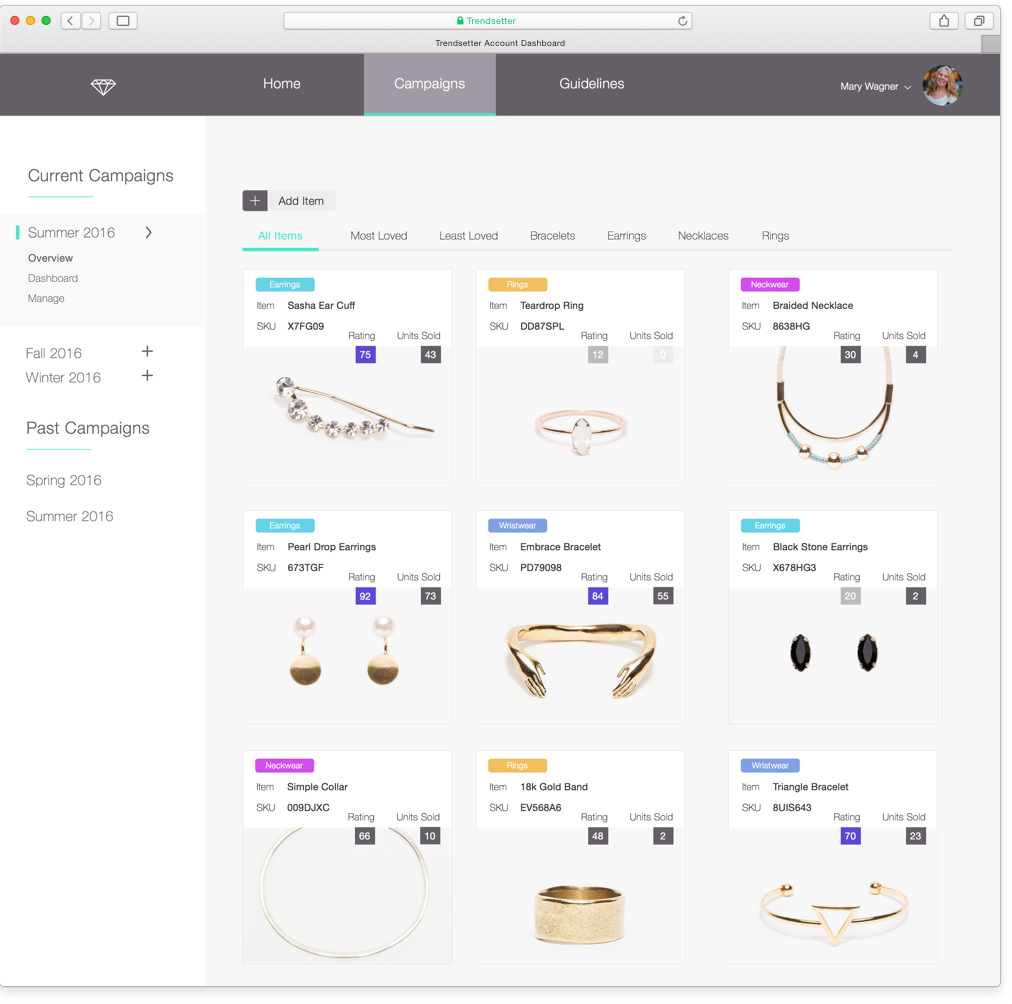 Trendsetter
Trendsetter Account Dashboard
Home
Campaigns
Guidelines
Mary Wagner
Current Campaigns
Summer 2016
Overview
Dashboard
Manage
Fall 2016
Winter 2016
Past Campaigns
Spring 2016
Summer 2016
Add Item
All Items Most Loved Least Loved Bracelets Earrings Necklaces Rings
Earrings
Item Sasha Ear Cuff
SKU X7FG09
Rating Units Sold
75 43
Rings
Item Teardrop Ring
SKU DD87SPL
Rating Units Sold
12 0
Neckwear
Item Braided Necklace
SKU 8638HG
Rating Units Sold
30 4
Earrings
Item Pearl Drop Earrings
SKU 673TGF
Rating Units Sold
92 73
Wristwear
Item Embrace Bracelet
SKU PD79098
Rating Units Sold
84 55
Earrings
Item Black Stone Earrings
SKU X678HG3
Rating Units Sold
20 2
Neckwear
Item Simple Collar
SKU 009DJXC
Rating Units Sold
66 10
Rings
Item 18k Gold Band
SKU EV568A6
Rating Units Sold
48 2
Wristwear
Item Triangle Bracelet
SKU 8UIS643
Rating Units Sold
70 23